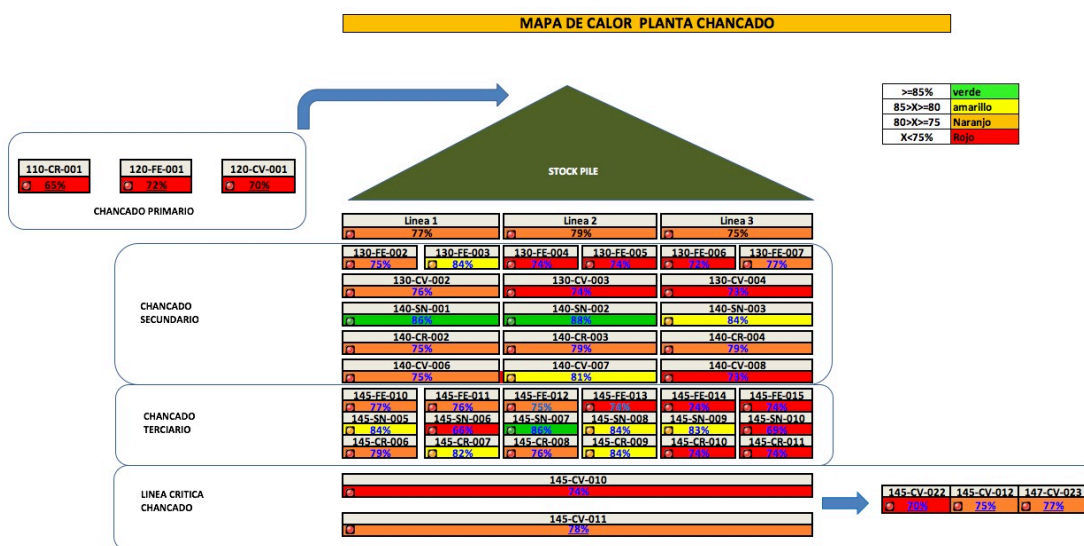 MAPA DE CALOR PLANTA CHANCADO
>=85% verde
85>X>=80 amarillo
80>X>=75 Naranjo
X<75% Rojo
110-CR-001 120-FE-001 120-CV-001
65% 72% 70%
CHANCADO PRIMARIO
STOCK PILE
Linea 1 Linea 2 Linea 3
77% 79% 75%
130-FE-002 130-FE-003 130-FE-004 130-FE-005 130-FE-006 130-FE-007
75% 84% 74% 74% 72% 77%
130-CV-002 130-CV-003 130-CV-004
76% 74% 73%
CHANCADO SECUNDARIO
140-SN-001 140-SN-002 140-SN-003
86% 88% 84%
140-CR-002 140-CR-003 140-CR-004
75% 79% 79%
140-CV-006 140-CV-007 140-CV-008
75% 81% 73%
CHANCADO TERCIARIO
145-FE-010 145-FE-011 145-FE-012 145-FE-013 145-FE-014 145-FE-015
77% 76% 75% 74% 74% 74%
145-SN-005 145-SN-006 145-SN-007 145-SN-008 145-SN-009 145-SN-010
84% 66% 86% 84% 83% 69%
145-CR-006 145-CR-007 145-CR-008 145-CR-009 145-CR-010 145-CR-011
79% 82% 76% 84% 74% 74%
LINEA CRITICA CHANCADO
145-CV-010
74%
145-CV-011
78%
145-CV-022 145-CV-012 147-CV-023
70% 75% 77%